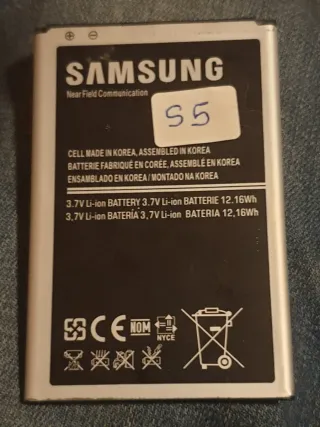 SAMSUNG
Near Field Communication
S5
CELL MADE IN KOREA, ASSEMBLED IN KOREA
BATTERIE FABRIQUÉ EN CORÉE, ASSEMBLÉ EN KOREA
ENSAMBLADO EN KOREA / MONTADO NA KOREA
3.7V Li-ion BATTERY 3.7V Li-ion BATTERIE 12.16Wh
3,7V Li-ion BATERÍA 3,7V Li-ion BATERIA 12,16Wh
CE NOM NYCE